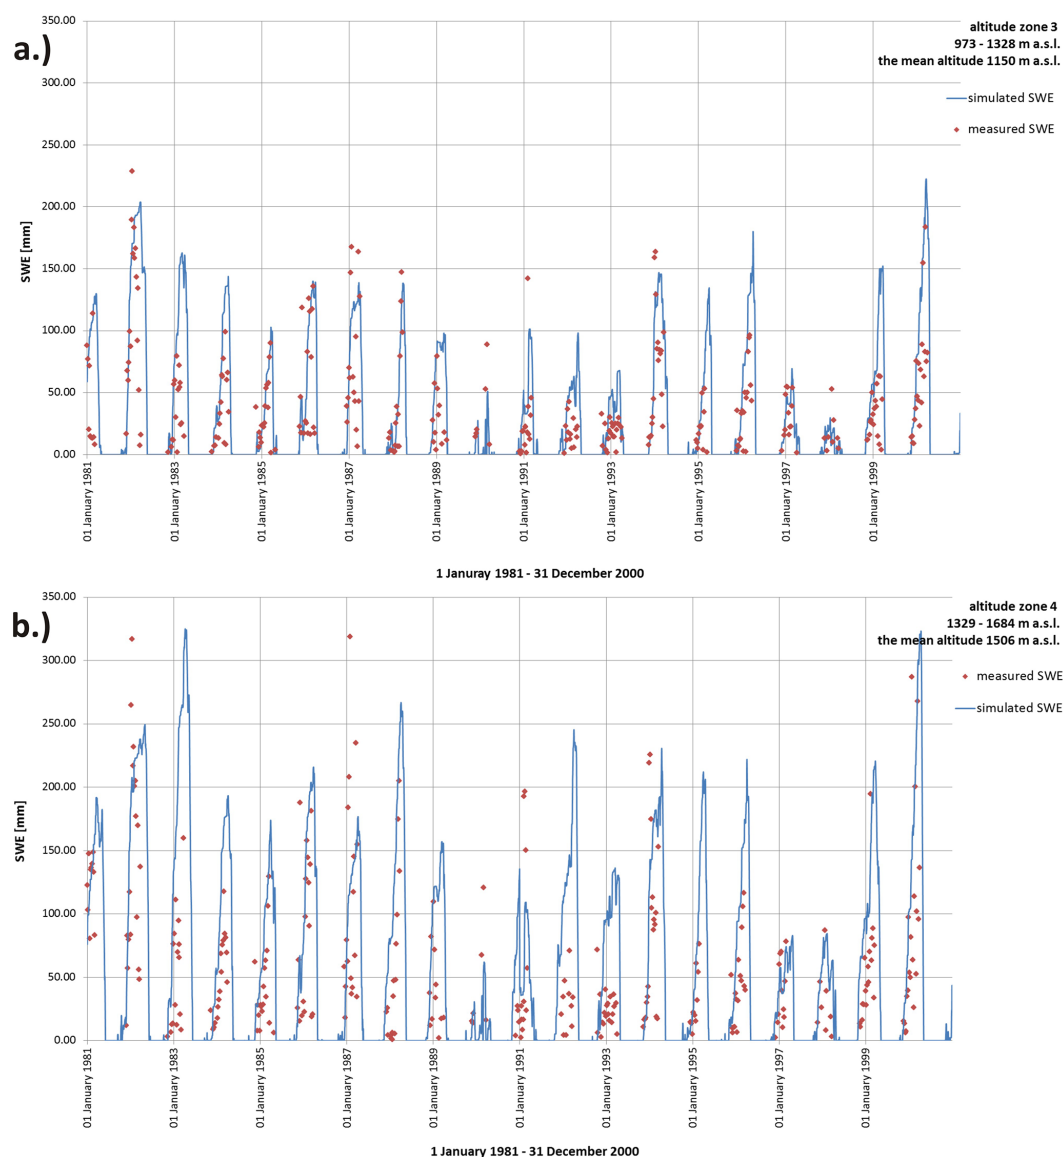 a.)
350.00
300.00
250.00
200.00
150.00
100.00
50.00
0.00
SWE [mm]
altitude zone 3
973 - 1328 m a.s.l.
the mean altitude 1150 m a.s.l.
simulated SWE
measured SWE
01 January 1981
01 January 1983
01 January 1985
01 January 1987
01 January 1989
01 January 1991
01 January 1993
01 January 1995
01 January 1997
01 January 1999
1 Januray 1981 - 31 December 2000
b.)
350.00
300.00
250.00
200.00
150.00
100.00
50.00
0.00
SWE [mm]
altitude zone 4
1329 - 1684 m a.s.l.
the mean altitude 1506 m a.s.l.
measured SWE
simulated SWE
01 January 1981
01 January 1983
01 January 1985
01 January 1987
01 January 1989
01 January 1991
01 January 1993
01 January 1995
01 January 1997
01 January 1999
1 January 1981 - 31 December 2000